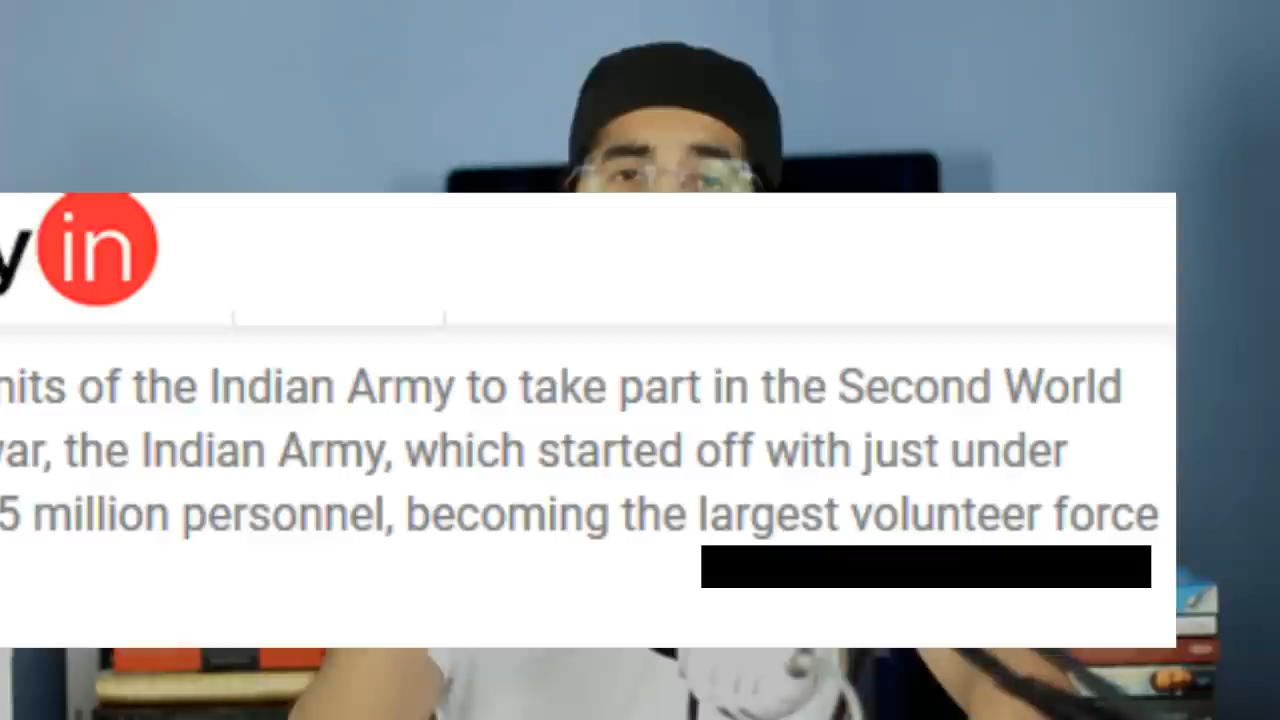 y in
nits of the Indian Army to take part in the Second World
war, the Indian Army, which started off with just under
5 million personnel, becoming the largest volunteer force